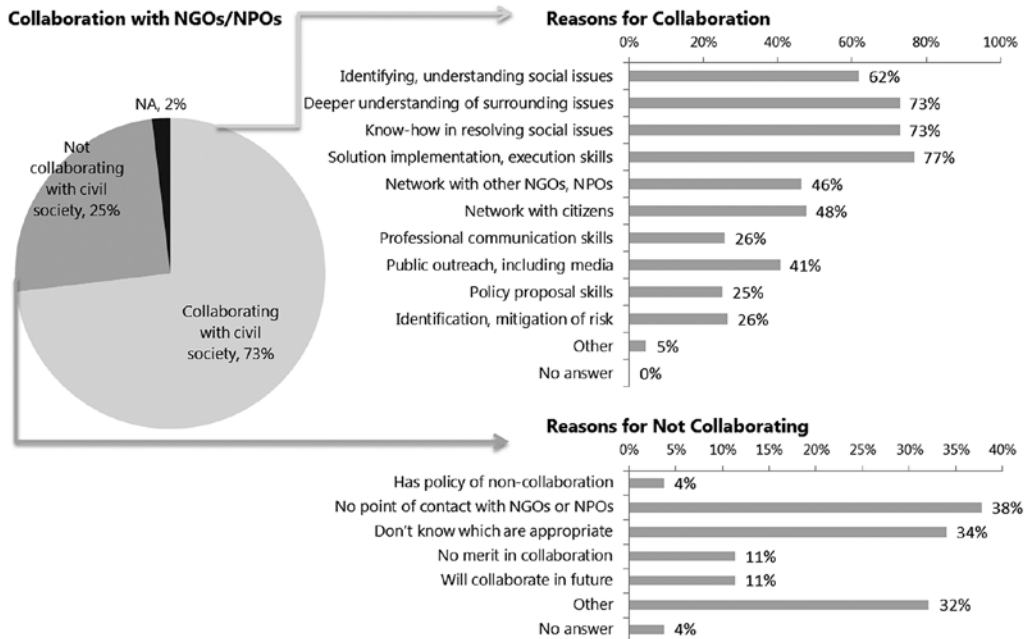 Collaboration with NGOs/NPOs
NA, 2%
Not
collaborating
with civil
society, 25%
Collaborating
with civil
society, 73%
Reasons for Collaboration
0% 20% 40% 60% 80% 100%
Identifying, understanding social issues 62%
Deeper understanding of surrounding issues 73%
Know-how in resolving social issues 73%
Solution implementation, execution skills 77%
Network with other NGOs, NPOs 46%
Network with citizens 48%
Professional communication skills 26%
Public outreach, including media 41%
Policy proposal skills 25%
Identification, mitigation of risk 26%
Other 5%
No answer 0%
Reasons for Not Collaborating
0% 5% 10% 15% 20% 25% 30% 35% 40%
Has policy of non-collaboration 4%
No point of contact with NGOs or NPOs 38%
Don't know which are appropriate 34%
No merit in collaboration 11%
Will collaborate in future 11%
Other 32%
No answer 4%